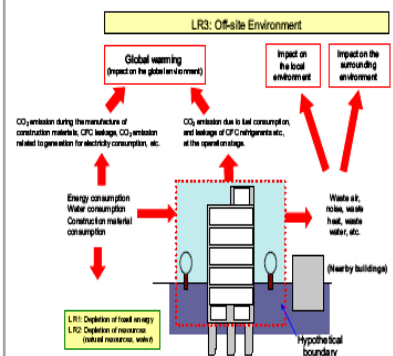 LR3: Off-site Environment
Global warming
(Impact on the global environment)
Impact on
the local
environment
Impact on the
surrounding
environment
CO2 emission during the manufacture of
construction materials, CFC leakage, CO2 emission
related to generation for electricity consumption, etc.
CO2 emission due to fuel consumption,
and leakage of CFC refrigerants etc.,
at the operation stage.
Energy consumption
Water consumption
Construction material
consumption
Waste air,
noise, waste
heat, waste
water, etc.
(Nearby buildings)
LR1: Depletion of fossil energy
LR2: Depletion of resources
(natural resources, water)
Hypothetical
boundary